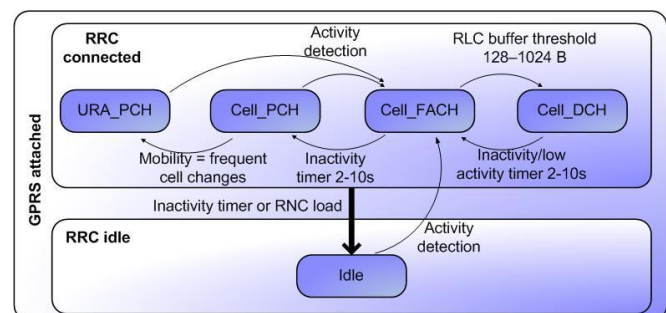 GPRS attached
RRC
connected
Activity
detection
RLC buffer threshold
128–1024 B
URA_PCH
Cell_PCH
Cell_FACH
Cell_DCH
Mobility = frequent
cell changes
Inactivity
timer 2-10s
Inactivity/low
activity timer 2-10s
Inactivity timer or RNC load
RRC idle
Activity
detection
Idle